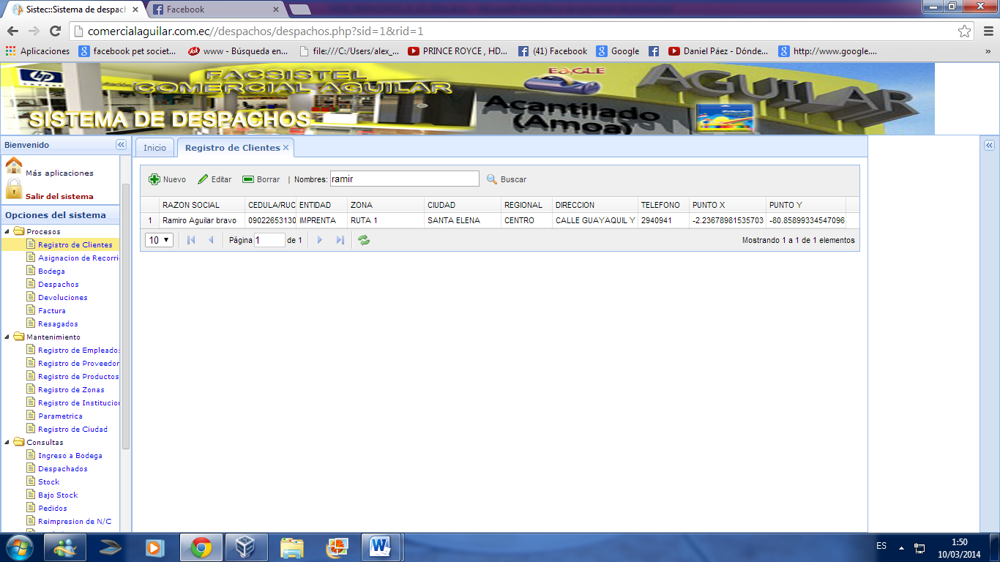 Sistec::Sistema de despach
Facebook
comercialaguilar.com.ec//despachos/despachos.php?sid=1&rid=1
Aplicaciones facebook pet societ... www - Búsqueda en... file:///C:/Users/alex_... PRINCE ROYCE , HD... (41) Facebook Google Daniel Páez - Dónde... http://www.google.... »
hp
FACSISTEL
COMERCIAL AGUILAR
SISTEMA DE DESPACHOS
EAGLE
Acantilado
(Amoa)
AGUILAR
Bienvenido
Más aplicaciones
Salir del sistema
Opciones del sistema
Procesos
Registro de Clientes
Asignacion de Recorri
Bodega
Despachos
Devoluciones
Factura
Resagados
Mantenimiento
Registro de Empleados
Registro de Proveedor
Registro de Productos
Registro de Zonas
Registro de Institucion
Parametrica
Registro de Ciudad
Consultas
Ingreso a Bodega
Despachados
Stock
Bajo Stock
Pedidos
Reimpresion de N/C
Inicio Registro de Clientes
Nuevo Editar Borrar | Nombres: ramir Buscar
RAZON SOCIAL CEDULA/RUC ENTIDAD ZONA CIUDAD REGIONAL DIRECCION TELEFONO PUNTO X PUNTO Y
1 Ramiro Aguilar bravo 09022653130 IMPRENTA RUTA 1 SANTA ELENA CENTRO CALLE GUAYAQUIL Y 2940941 -2.23678981535703 -80.85899334547096
10 Página 1 de 1 Mostrando 1 a 1 de 1 elementos
ES 1:50
10/03/2014